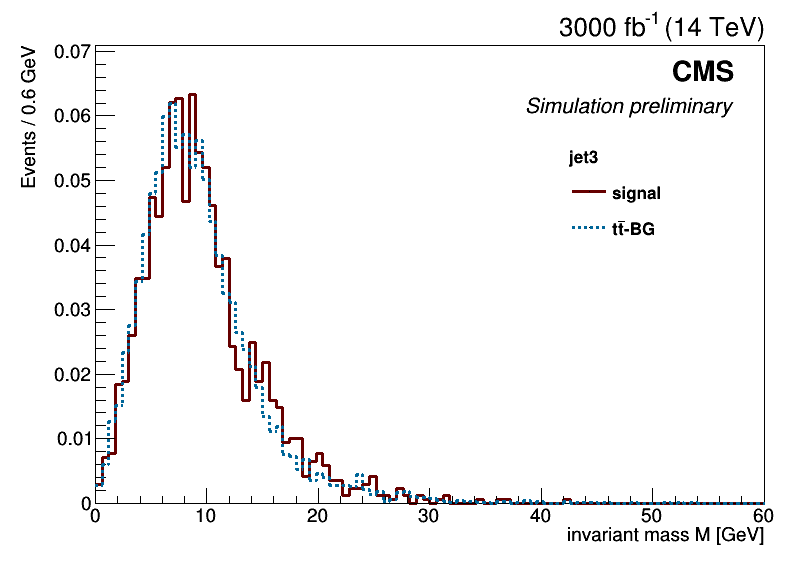 3000 fb⁻¹ (14 TeV)
CMS
Simulation preliminary
jet3
signal
tt̄-BG
Events / 0.6 GeV
0.07
0.06
0.05
0.04
0.03
0.02
0.01
0
0 10 20 30 40 50 60
invariant mass M [GeV]